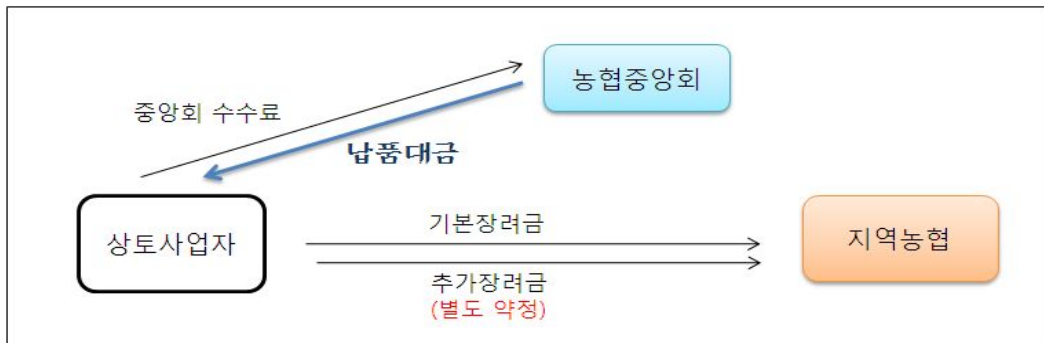 농협중앙회
중앙회 수수료
납품대금
상토사업자
기본장려금
지역농협
추가장려금
(별도 약정)